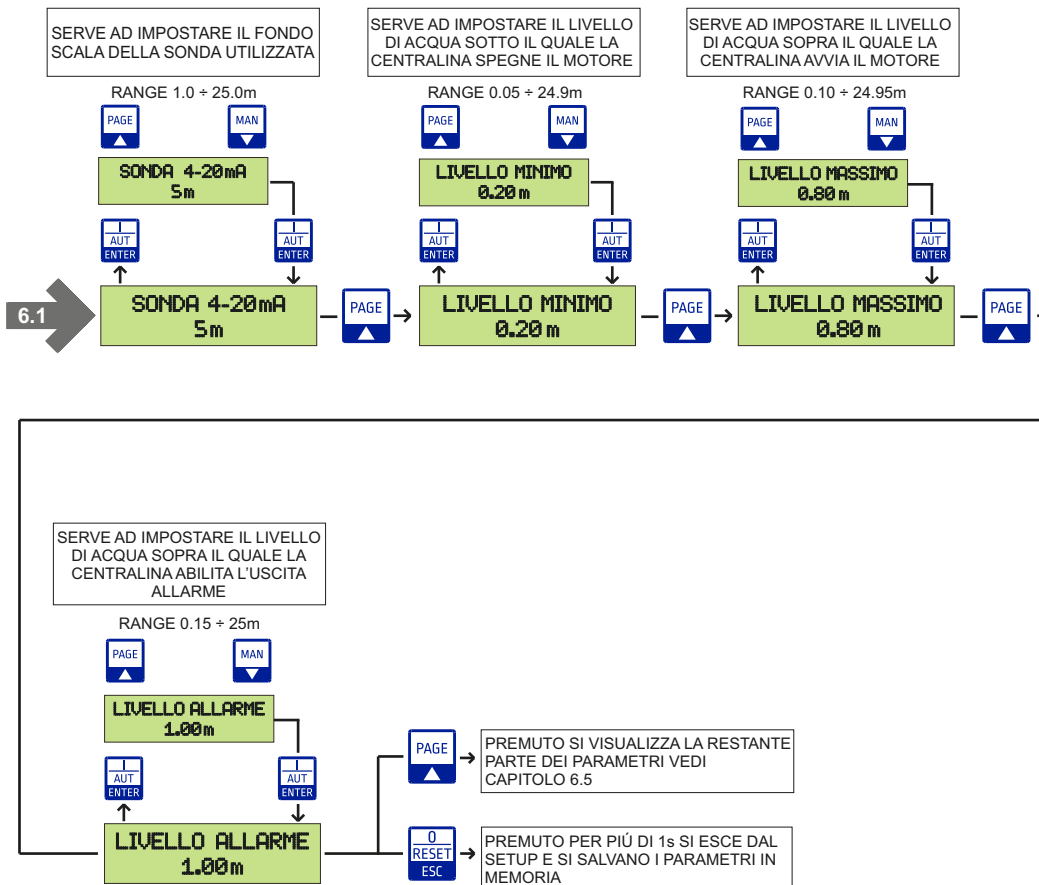 SERVE AD IMPOSTARE IL FONDO
SCALA DELLA SONDA UTILIZZATA
RANGE 1.0 ÷ 25.0m
PAGE
MAN
SONDA 4-20mA
5m
I
AUT
ENTER
I
AUT
ENTER
6.1
SONDA 4-20mA
5m
PAGE
SERVE AD IMPOSTARE IL LIVELLO
DI ACQUA SOTTO IL QUALE LA
CENTRALINA SPEGNE IL MOTORE
RANGE 0.05 ÷ 24.9m
PAGE
MAN
LIVELLO MINIMO
0.20 m
I
AUT
ENTER
I
AUT
ENTER
LIVELLO MINIMO
0.20 m
PAGE
SERVE AD IMPOSTARE IL LIVELLO
DI ACQUA SOPRA IL QUALE LA
CENTRALINA AVVIA IL MOTORE
RANGE 0.10 ÷ 24.95m
PAGE
MAN
LIVELLO MASSIMO
0.80 m
I
AUT
ENTER
I
AUT
ENTER
LIVELLO MASSIMO
0.80 m
PAGE
SERVE AD IMPOSTARE IL LIVELLO
DI ACQUA SOPRA IL QUALE LA
CENTRALINA ABILITA L'USCITA
ALLARME
RANGE 0.15 ÷ 25m
PAGE
MAN
LIVELLO ALLARME
1.00m
I
AUT
ENTER
I
AUT
ENTER
LIVELLO ALLARME
1.00m
PAGE
PREMUTO SI VISUALIZZA LA RESTANTE
PARTE DEI PARAMETRI VEDI
CAPITOLO 6.5
0
RESET
ESC
PREMUTO PER PIÚ DI 1s SI ESCE DAL
SETUP E SI SALVANO I PARAMETRI IN
MEMORIA